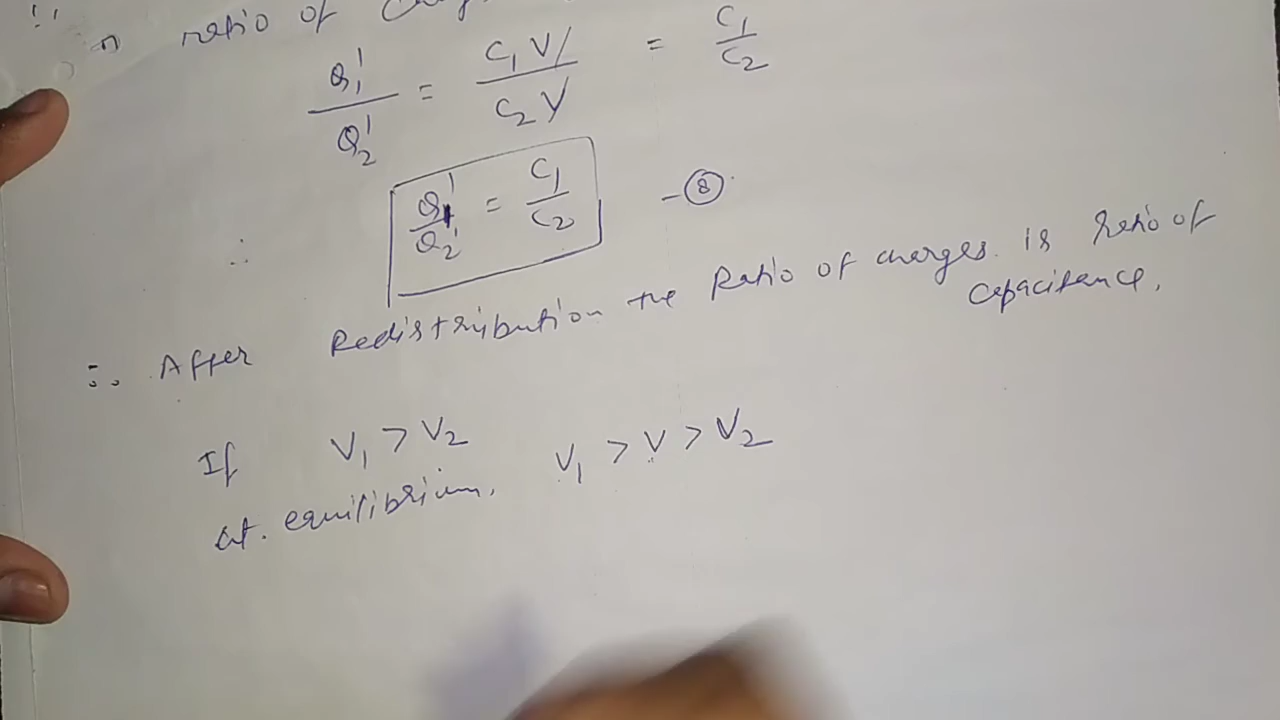 ratio of
Q₁' / Q₂' = C₁V / C₂V = C₁ / C₂
∴ Q₁' / Q₂' = C₁ / C₂ - ⑧
∴ After Redistribution the Ratio of charges is ratio of
capacitance.
If V₁ > V₂
at. equilibrium, V₁ > V > V₂